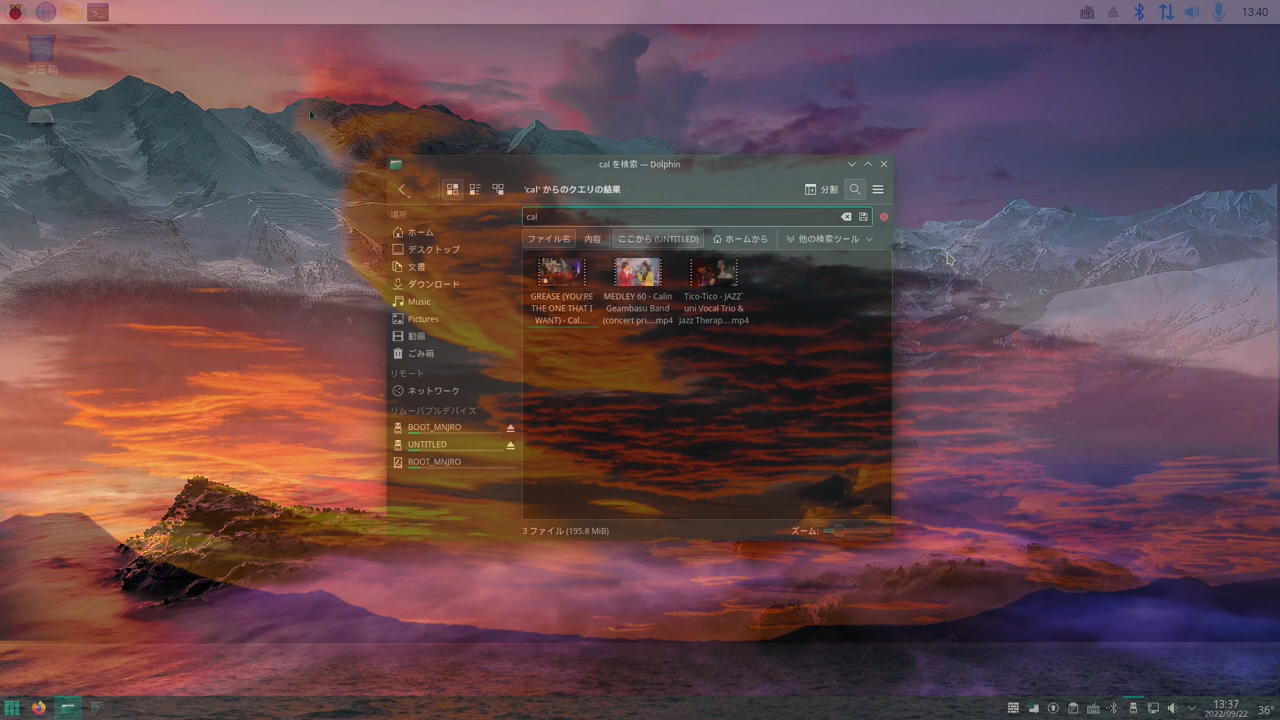 13:40
ゴミ箱
cal を検索 — Dolphin
'cal' からのクエリの結果
分割
場所
cal
ホーム
ファイル名
内容
ここから (UNTITLED)
ホームから
他の検索ツール
デスクトップ
文書
ダウンロード
Music
Pictures
動画
ごみ箱
リモート
ネットワーク
リムーバブルデバイス
BOOT_MNJRO
UNTITLED
ROOT_MNJRO
GREASE (YOU'RE
THE ONE THAT I
WANT) - Cal....
MEDLEY 60 - Calin
Geambasu Band
(concert pri....mp4
Tico-Tico - JAZZ
uni Vocal Trio &
Jazz Therap....mp4
3 ファイル (195.8 MiB)
ズーム:
13:37
2022/09/22
36°